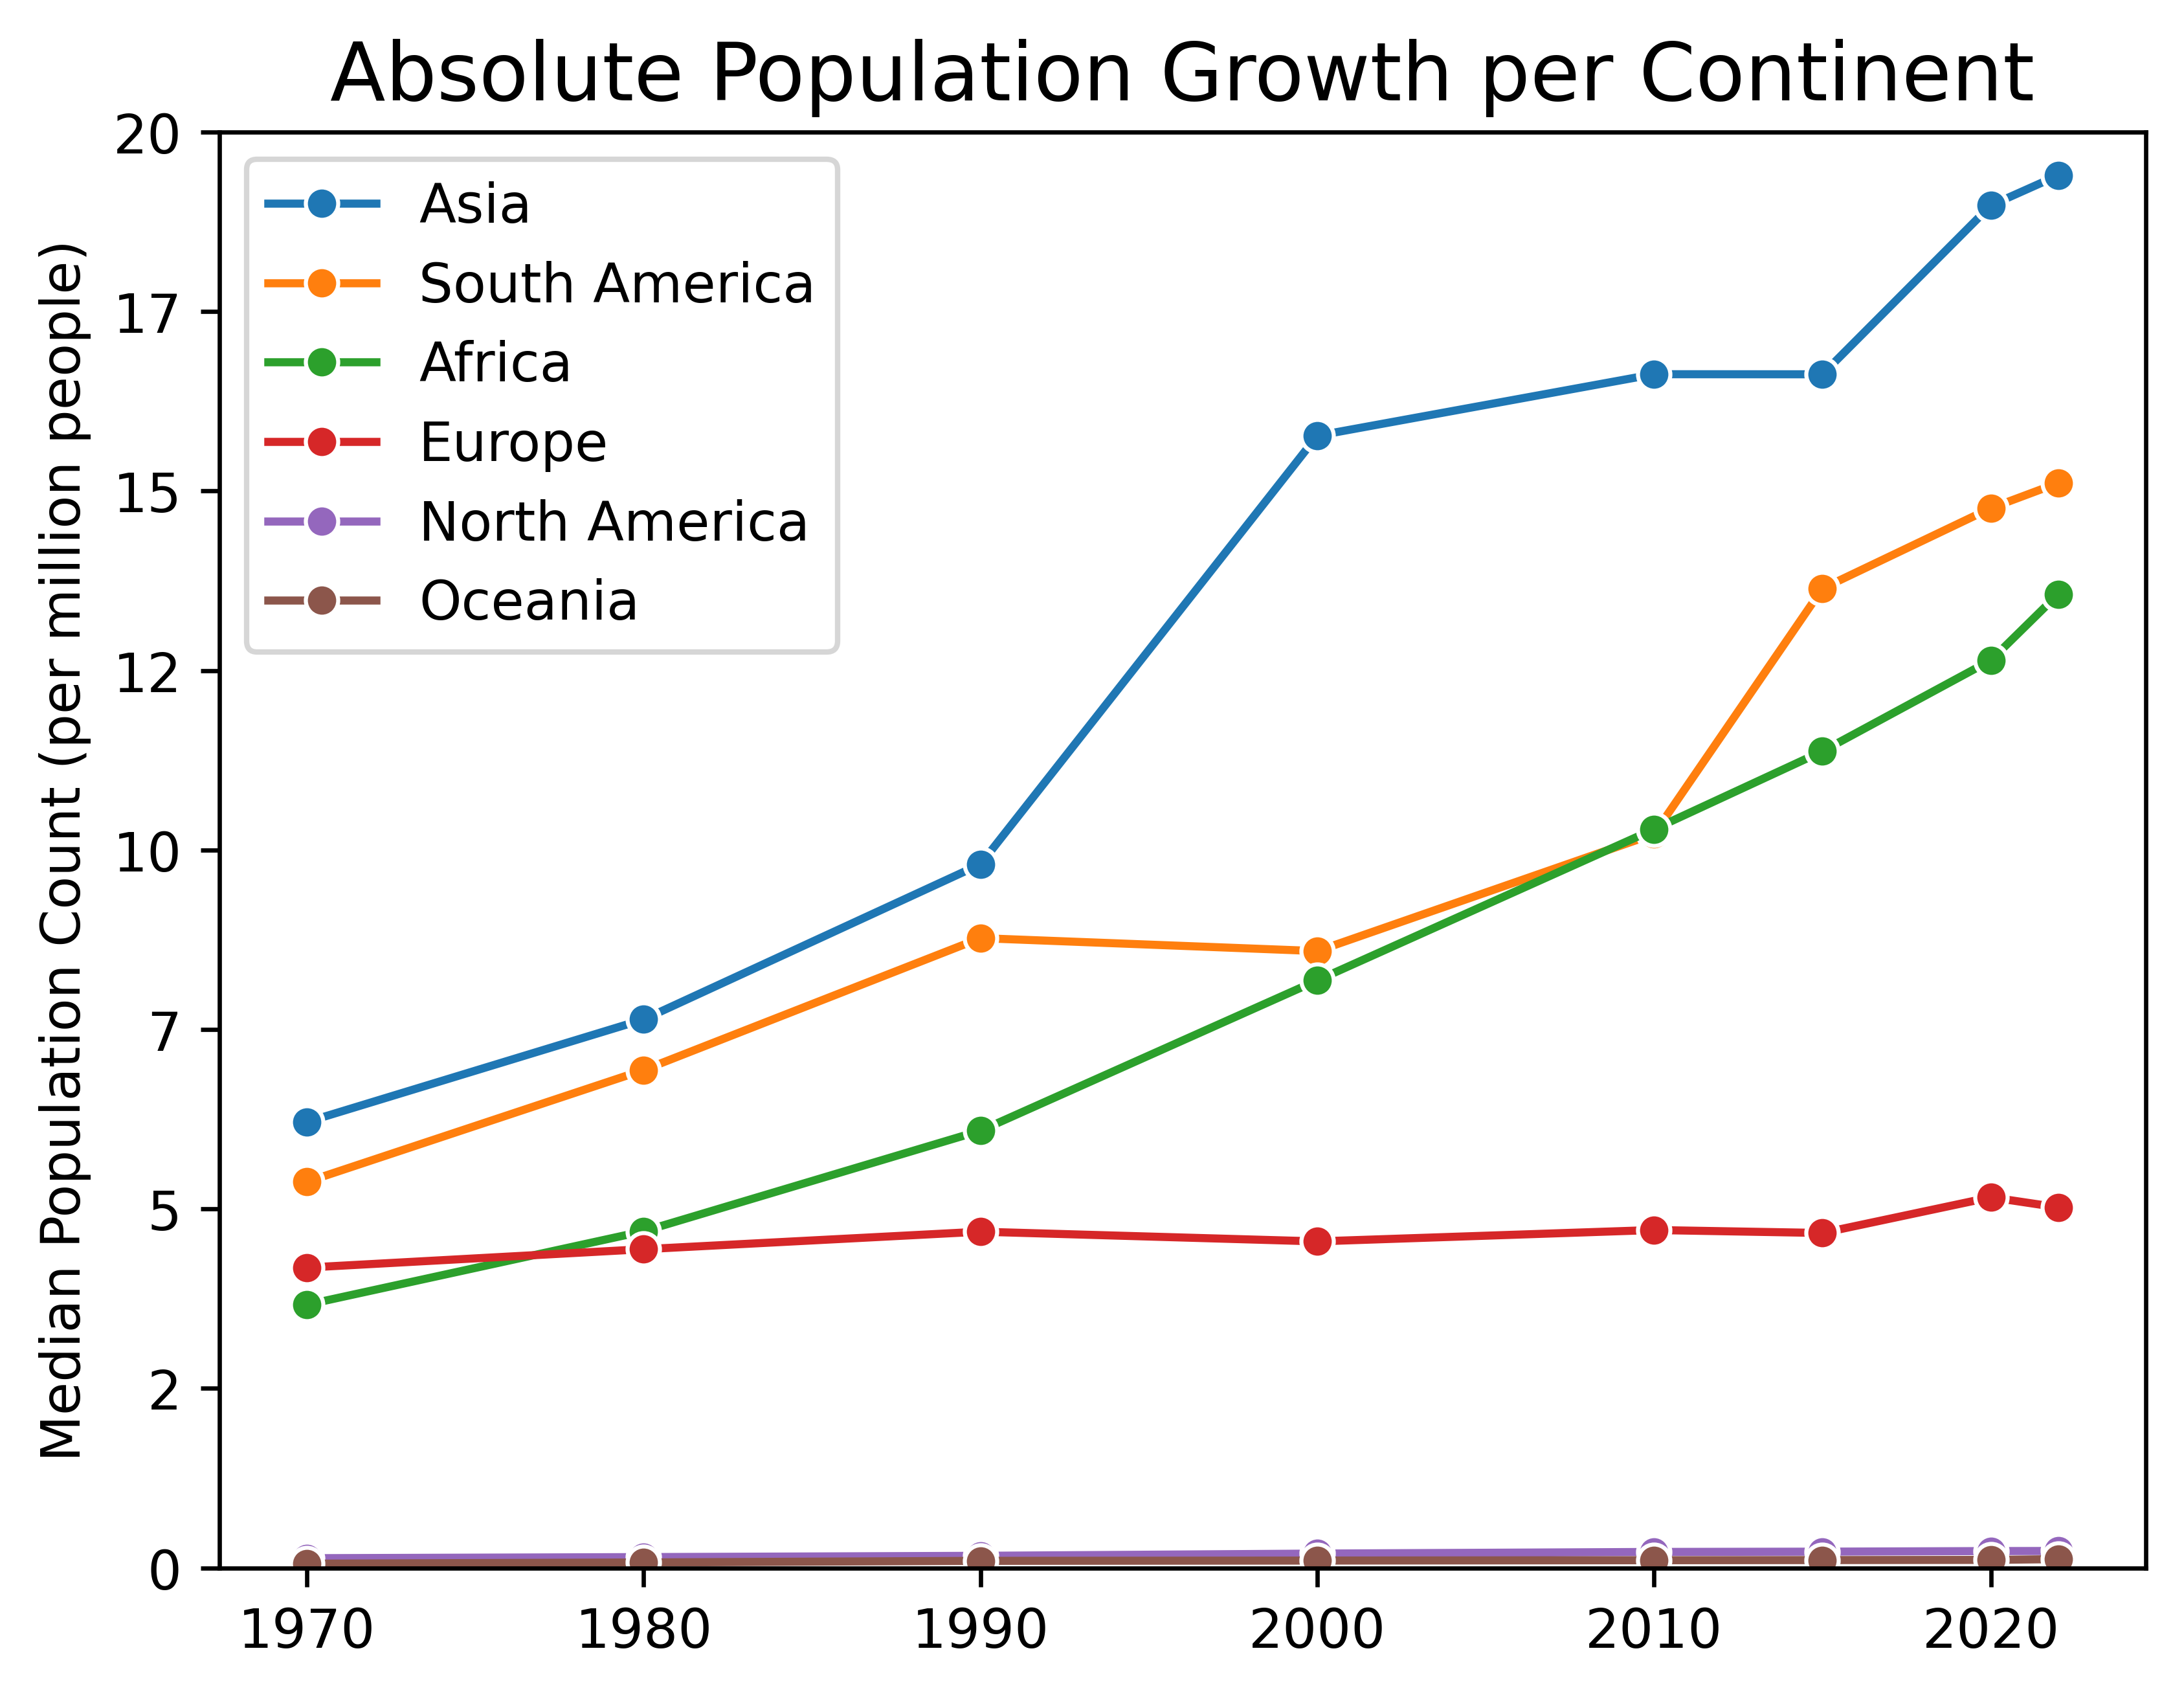 Absolute Population Growth per Continent
Median Population Count (per million people)
20
17
15
12
10
7
5
2
0
Asia
South America
Africa
Europe
North America
Oceania
1970
1980
1990
2000
2010
2020